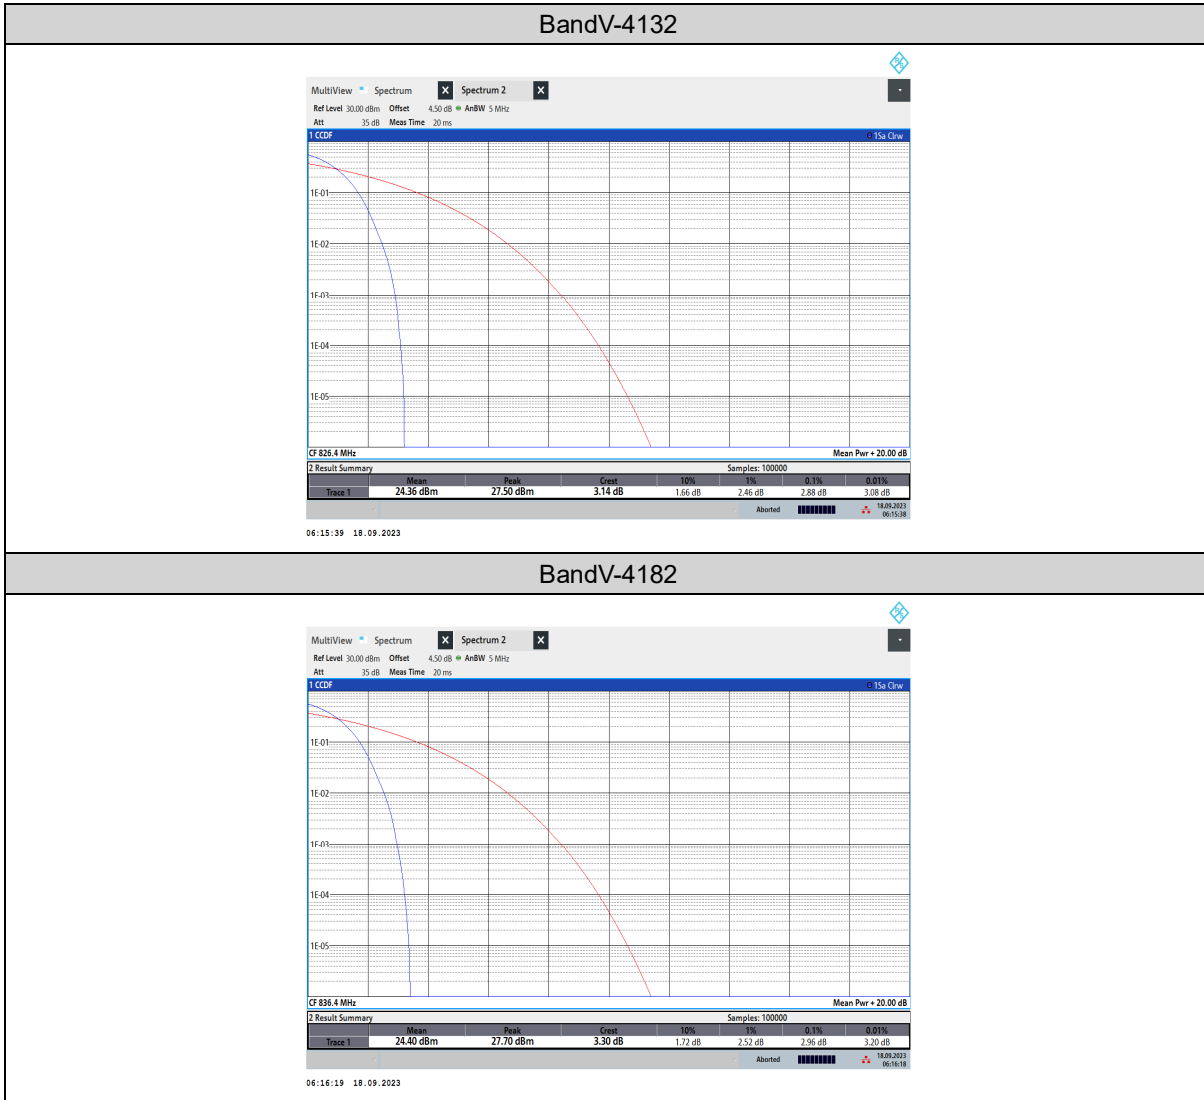 BandV-4132
MultiView Spectrum X Spectrum 2 X
Ref Level 30.00 dBm Offset 4.50 dB AnBW 5 MHz
Att 35 dB Meas Time 20 ms
1 CCDF 1Sa Clrw
1E-01
1E-02
1E-03
1E-04
1E-05
CF 826.4 MHz Mean Pwr + 20.00 dB
2 Result Summary Samples: 100000
Mean Peak Crest 10% 1% 0.1% 0.01%
Trace 1 24.36 dBm 27.50 dBm 3.14 dB 1.66 dB 2.46 dB 2.88 dB 3.08 dB
Aborted 18.09.2023
06:15:38
06:15:39 18.09.2023
BandV-4182
MultiView Spectrum X Spectrum 2 X
Ref Level 30.00 dBm Offset 4.50 dB AnBW 5 MHz
Att 35 dB Meas Time 20 ms
1 CCDF 1Sa Clrw
1E-01
1E-02
1E-03
1E-04
1E-05
CF 836.4 MHz Mean Pwr + 20.00 dB
2 Result Summary Samples: 100000
Mean Peak Crest 10% 1% 0.1% 0.01%
Trace 1 24.40 dBm 27.70 dBm 3.30 dB 1.72 dB 2.52 dB 2.96 dB 3.20 dB
Aborted 18.09.2023
06:16:18
06:16:19 18.09.2023